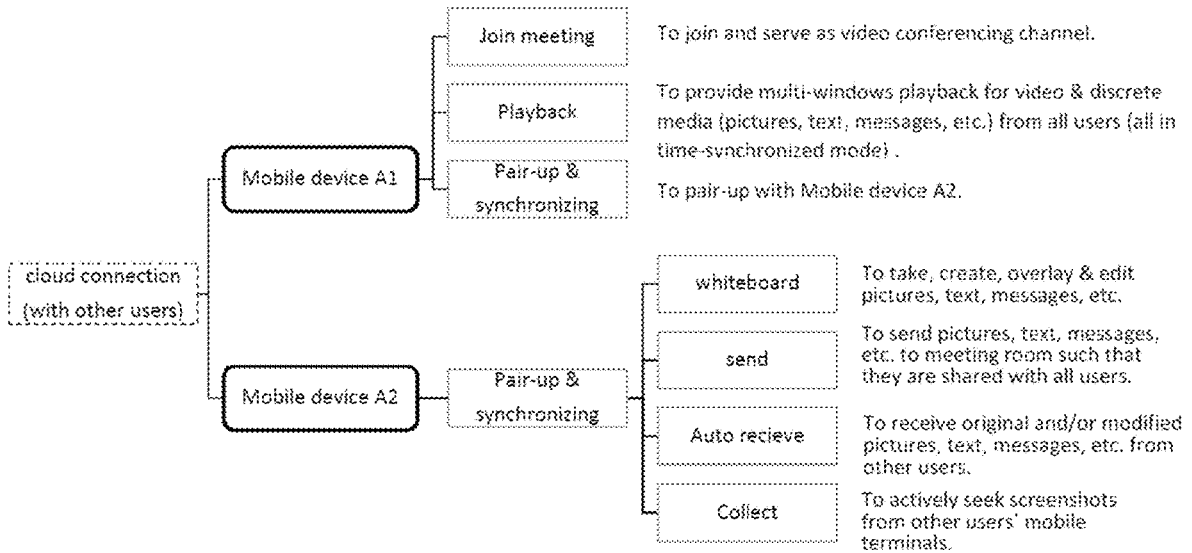 Join meeting
To join and serve as video conferencing channel.
Playback
To provide multi-windows playback for video & discrete
media (pictures, text, messages, etc.) from all users (all in
time-synchronized mode) .
Mobile device A1
Pair-up &
synchronizing
To pair-up with Mobile device A2.
cloud connection
(with other users)
whiteboard
To take, create, overlay & edit
pictures, text, messages, etc.
send
To send pictures, text, messages,
etc. to meeting room such that
they are shared with all users.
Mobile device A2
Pair-up &
synchronizing
Auto recieve
To receive original and/or modified
pictures, text, messages, etc. from
other users.
Collect
To actively seek screenshots
from other users' mobile
terminals.